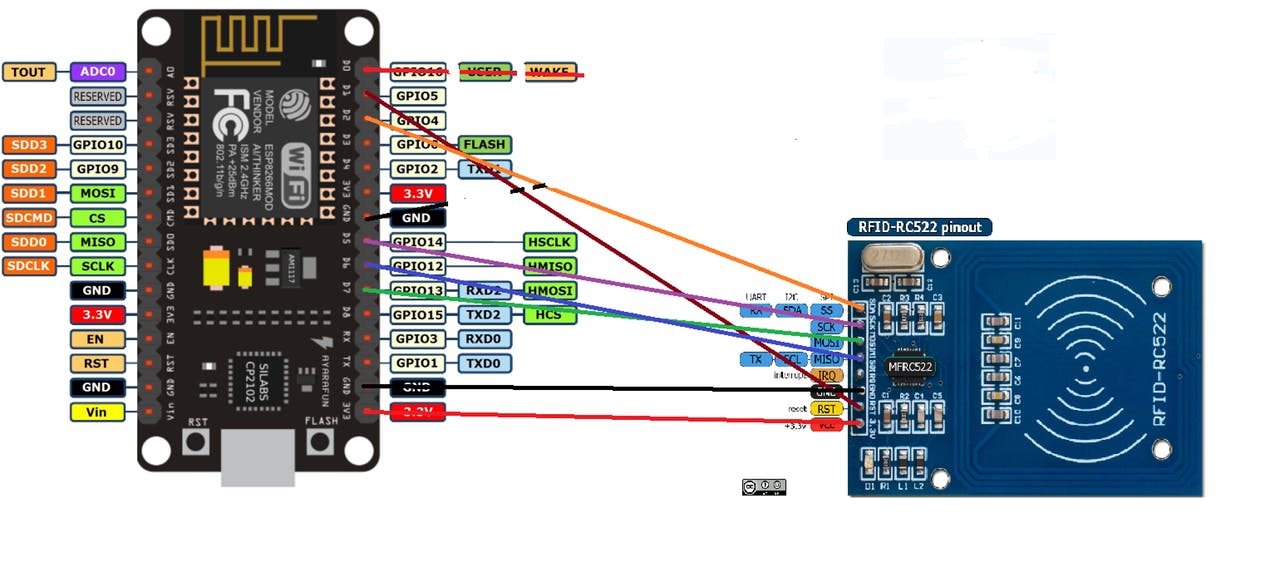 TOUT ADC0
RESERVED
RESERVED
SDD3 GPIO10
SDD2 GPIO9
SDD1 MOSI
SDCMD CS
SDD0 MISO
SDCLK SCLK
GND
3.3V
EN
RST
GND
Vin
A0
RSV
RSV
SD3
SD2
SD1
CMD
SD0
CLK
GND
3V3
EN
RST
GND
Vin
MODEL
VENDOR
ESP8266MOD
AI/THINKER
ISM 2.4GHz
PA +25dBm
802.11b/g/n
FC
WiFi
AM1117
SILABS
CP2102
AYARAFUN
RST
FLASH
D0
D1
D2
D3
D4
3V3
GND
D5
D6
D7
D8
RX
TX
GND
3V3
GPIO16 USER WAKE
GPIO5
GPIO4
GPIO0 FLASH
GPIO2 TXD1
3.3V
GND
GPIO14 HSCLK
GPIO12 HMISO
GPIO13 RXD2 HMOSI
GPIO15 TXD2 HCS
GPIO3 RXD0
GPIO1 TXD0
GND
3.3V
RFID-RC522 pinout
UART I2C SPI
RX SDA SS
SCK
MOSI
TX SCL MISO
interrupt IRQ
GND
reset RST
+3.3v VCC
C2 R3 R4 C3
MFRC522
C1 R2 C4 C5
D1 R1 L1 L2
C11
C9
C7
C6
C8
C10
RFID-RC522